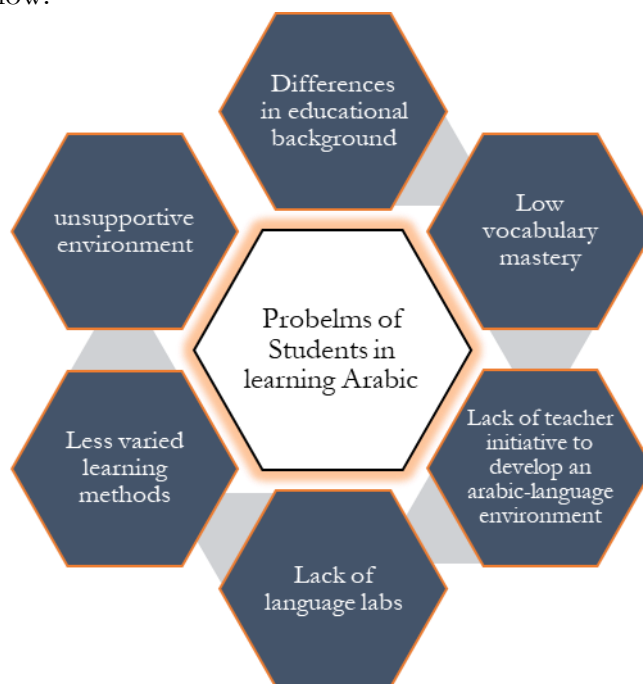 Differences
in educational
background
Low
vocabulary
mastery
Lack of teacher
initiative to
develop an
arabic-language
environment
Lack of
language labs
Less varied
learning
methods
unsupportive
environment
Probelms of
Students in
learning Arabic